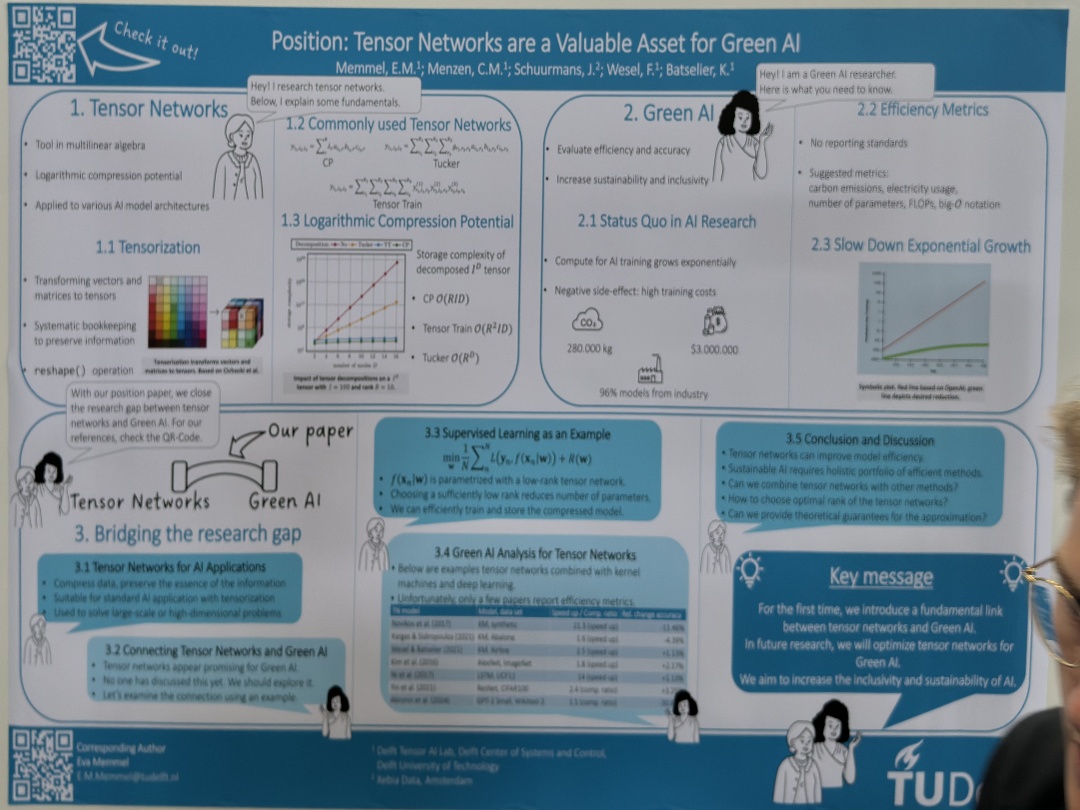 Check it out!
Position: Tensor Networks are a Valuable Asset for Green AI
Memmel, E.M.¹; Menzen, C.M.¹; Schuurmans, J.²; Wesel, F.¹; Batselier, K.¹
1. Tensor Networks
Hey! I research tensor networks.
Below, I explain some fundamentals.
• Tool in multilinear algebra
• Logarithmic compression potential
• Applied to various AI model architectures
1.1 Tensorization
• Transforming vectors and
matrices to tensors
• Systematic bookkeeping
to preserve information
• reshape() operation
Tensorization transforms vectors and
matrices to tensors. Based on Cichocki et al.
1.2 Commonly used Tensor Networks
CP
Tucker
Tensor Train
1.3 Logarithmic Compression Potential
Storage complexity of
decomposed I^D tensor
• CP O(RID)
• Tensor Train O(R²ID)
• Tucker O(R^D)
Impact of tensor decompositions on a
2. Green AI
Hey! I am a Green AI researcher.
Here is what you need to know.
• Evaluate efficiency and accuracy
• Increase sustainability and inclusivity
2.1 Status Quo in AI Research
• Compute for AI training grows exponentially
• Negative side-effect: high training costs
CO₂
280.000 kg
$3.000.000
96% models from industry
2.2 Efficiency Metrics
• No reporting standards
• Suggested metrics:
carbon emissions, electricity usage,
number of parameters, FLOPs, big-O notation
2.3 Slow Down Exponential Growth
Symbolic plot. Red line based on OpenAI; green
line depicts desired reduction.
With our position paper, we close
the research gap between tensor
networks and Green AI. For our
references, check the QR-Code.
Our paper
Tensor Networks
Green AI
3. Bridging the research gap
3.1 Tensor Networks for AI Applications
• Compress data, preserve the essence of the information
• Suitable for standard AI application with tensorization
• Used to solve large-scale or high-dimensional problems
3.2 Connecting Tensor Networks and Green AI
• Tensor networks appear promising for Green AI.
• No one has discussed this yet. We should explore it.
• Let's examine the connection using an example.
3.3 Supervised Learning as an Example
• f(xₙ|w) is parametrized with a low-rank tensor network.
• Choosing a sufficiently low rank reduces number of parameters.
• We can efficiently train and store the compressed model.
3.4 Green AI Analysis for Tensor Networks
• Below are examples tensor networks combined with kernel
machines and deep learning.
• Unfortunately, only a few papers report efficiency metrics.
3.5 Conclusion and Discussion
• Tensor networks can improve model efficiency.
• Sustainable AI requires holistic portfolio of efficient methods.
• Can we combine tensor networks with other methods?
• How to choose optimal rank of the tensor networks?
• Can we provide theoretical guarantees for the approximation?
Key message
For the first time, we introduce a fundamental link
between tensor networks and Green AI.
In future research, we will optimize tensor networks for
Green AI.
We aim to increase the inclusivity and sustainability of AI.
Corresponding Author
Eva Memmel
E.M.Memmel@tudelft.nl
¹ Delft Tensor AI Lab, Delft Center of Systems and Control,
Delft University of Technology
² Xebia Data, Amsterdam
TUD